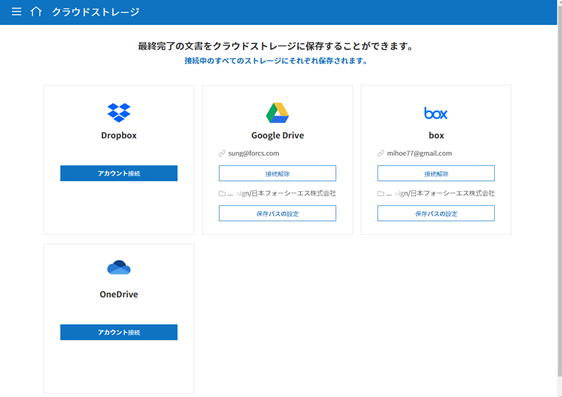 クラウドストレージ
最終完了の文書をクラウドストレージに保存することができます。
接続中のすべてのストレージにそれぞれ保存されます。
Dropbox
アカウント接続
Google Drive
sung@forcs.com
接続解除
... sign/日本フォーシーエス株式会社
保存パスの設定
box
box
mihoe77@gmail.com
接続解除
... sign/日本フォーシーエス株式会社
保存パスの設定
OneDrive
アカウント接続